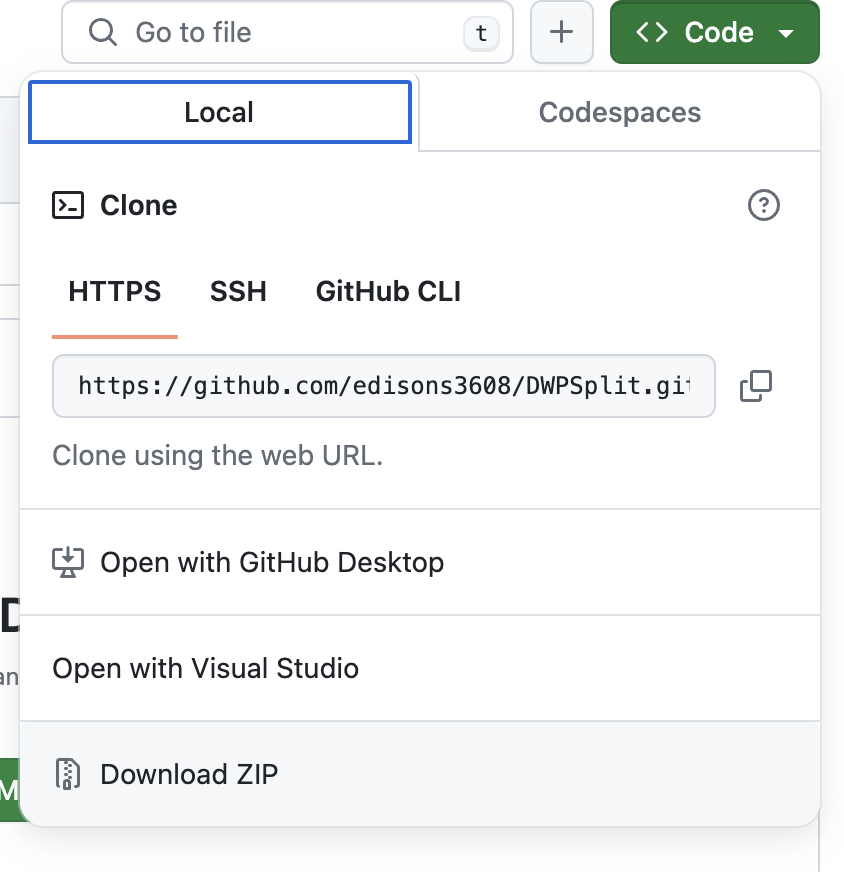 Go to file
t
+
<> Code
Local
Codespaces
Clone
HTTPS
SSH
GitHub CLI
https://github.com/edisons3608/DWPSplit.git
Clone using the web URL.
Open with GitHub Desktop
an
Open with Visual Studio
Download ZIP
M